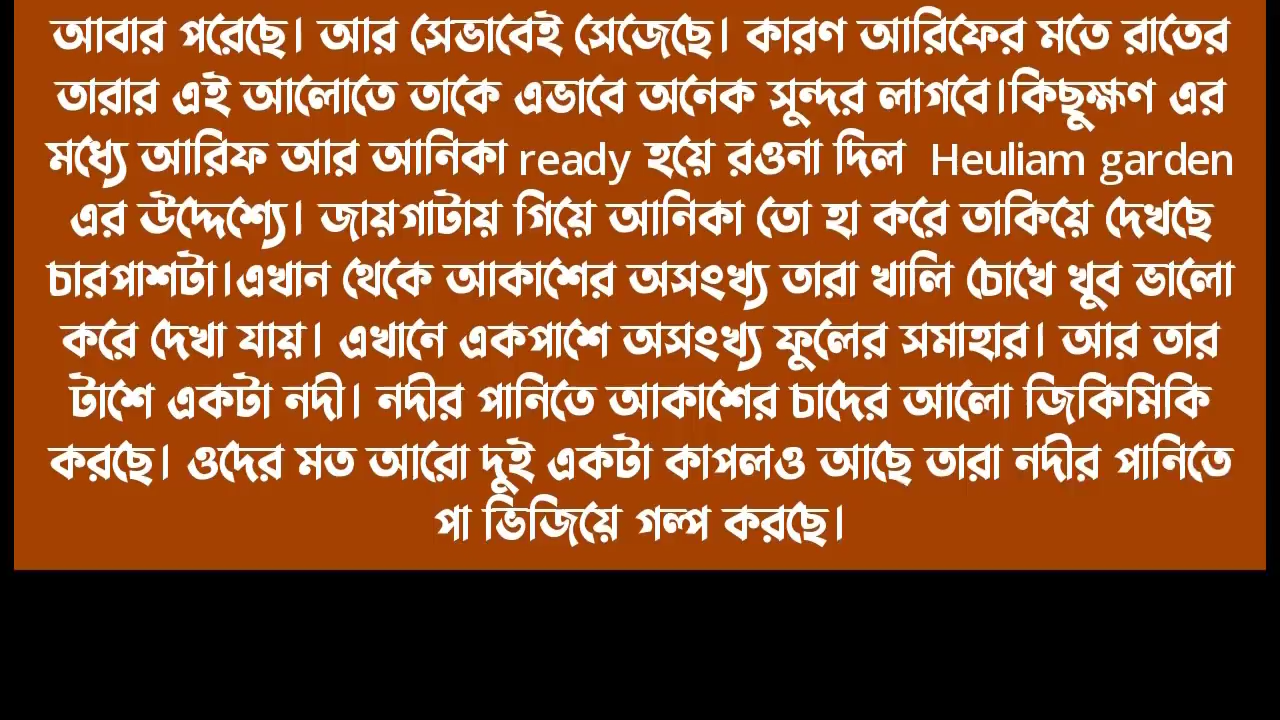 আবার পরেছে। আর সেভাবেই সেজেছে। কারণ আরিফের মতে রাতের
তারার এই আলোতে তাকে এভাবে অনেক সুন্দর লাগবে।কিছুক্ষণ এর
মধ্যে আরিফ আর আনিকা ready হয়ে রওনা দিল Heuliam garden
এর উদ্দেশ্যে। জায়গাটায় গিয়ে আনিকা তো হা করে তাকিয়ে দেখছে
চারপাশটা।এখান থেকে আকাশের অসংখ্য তারা খালি চোখে খুব ভালো
করে দেখা যায়। এখানে একপাশে অসংখ্য ফুলের সমাহার। আর তার
টাশে একটা নদী। নদীর পানিতে আকাশের চাদের আলো জিকিমিকি
করছে। ওদের মত আরো দুই একটা কাপলও আছে তারা নদীর পানিতে
পা ভিজিয়ে গল্প করছে।